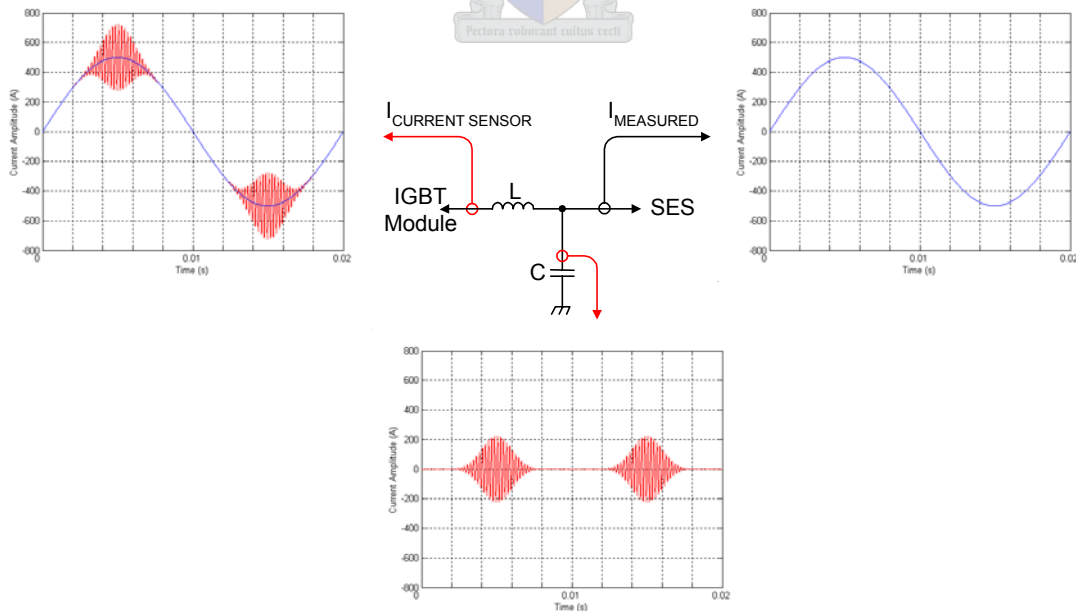 Pectora roborant cultus recti
800
600
400
200
0
-200
-400
-600
-800
0
0.01
0.02
Current Amplitude (A)
Time (s)
I CURRENT SENSOR
I MEASURED
IGBT
Module
L
SES
C
800
600
400
200
0
-200
-400
-600
-800
0
0.01
0.02
Current Amplitude (A)
Time (s)
800
600
400
200
0
-200
-400
-600
-800
0
0.01
0.02
Current Amplitude (A)
Time (s)